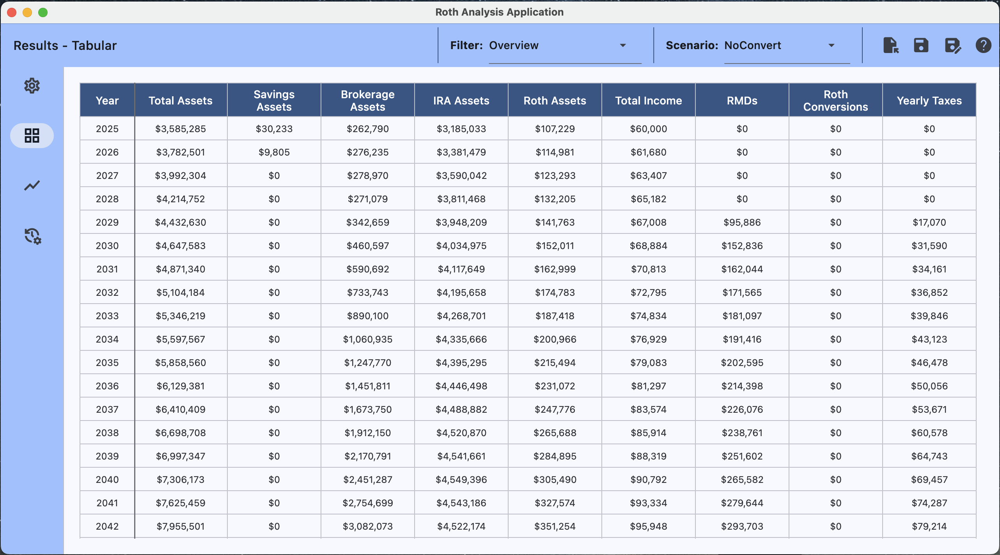 Roth Analysis Application
Results - Tabular
Filter: Overview
Scenario: NoConvert
Year Total Assets Savings Assets Brokerage Assets IRA Assets Roth Assets Total Income RMDs Roth Conversions Yearly Taxes
2025 $3,585,285 $30,233 $262,790 $3,185,033 $107,229 $60,000 $0 $0 $0
2026 $3,782,501 $9,805 $276,235 $3,381,479 $114,981 $61,680 $0 $0 $0
2027 $3,992,304 $0 $278,970 $3,590,042 $123,293 $63,407 $0 $0 $0
2028 $4,214,752 $0 $271,079 $3,811,468 $132,205 $65,182 $0 $0 $0
2029 $4,432,630 $0 $342,659 $3,948,209 $141,763 $67,008 $95,886 $0 $17,070
2030 $4,647,583 $0 $460,597 $4,034,975 $152,011 $68,884 $152,836 $0 $31,590
2031 $4,871,340 $0 $590,692 $4,117,649 $162,999 $70,813 $162,044 $0 $34,161
2032 $5,104,184 $0 $733,743 $4,195,658 $174,783 $72,795 $171,565 $0 $36,852
2033 $5,346,219 $0 $890,100 $4,268,701 $187,418 $74,834 $181,097 $0 $39,846
2034 $5,597,567 $0 $1,060,935 $4,335,666 $200,966 $76,929 $191,416 $0 $43,123
2035 $5,858,560 $0 $1,247,770 $4,395,295 $215,494 $79,083 $202,595 $0 $46,478
2036 $6,129,381 $0 $1,451,811 $4,446,498 $231,072 $81,297 $214,398 $0 $50,056
2037 $6,410,409 $0 $1,673,750 $4,488,882 $247,776 $83,574 $226,076 $0 $53,671
2038 $6,698,708 $0 $1,912,150 $4,520,870 $265,688 $85,914 $238,761 $0 $60,578
2039 $6,997,347 $0 $2,170,791 $4,541,661 $284,895 $88,319 $251,602 $0 $64,743
2040 $7,306,173 $0 $2,451,287 $4,549,396 $305,490 $90,792 $265,582 $0 $69,457
2041 $7,625,459 $0 $2,754,699 $4,543,186 $327,574 $93,334 $279,644 $0 $74,287
2042 $7,955,501 $0 $3,082,073 $4,522,174 $351,254 $95,948 $293,703 $0 $79,214